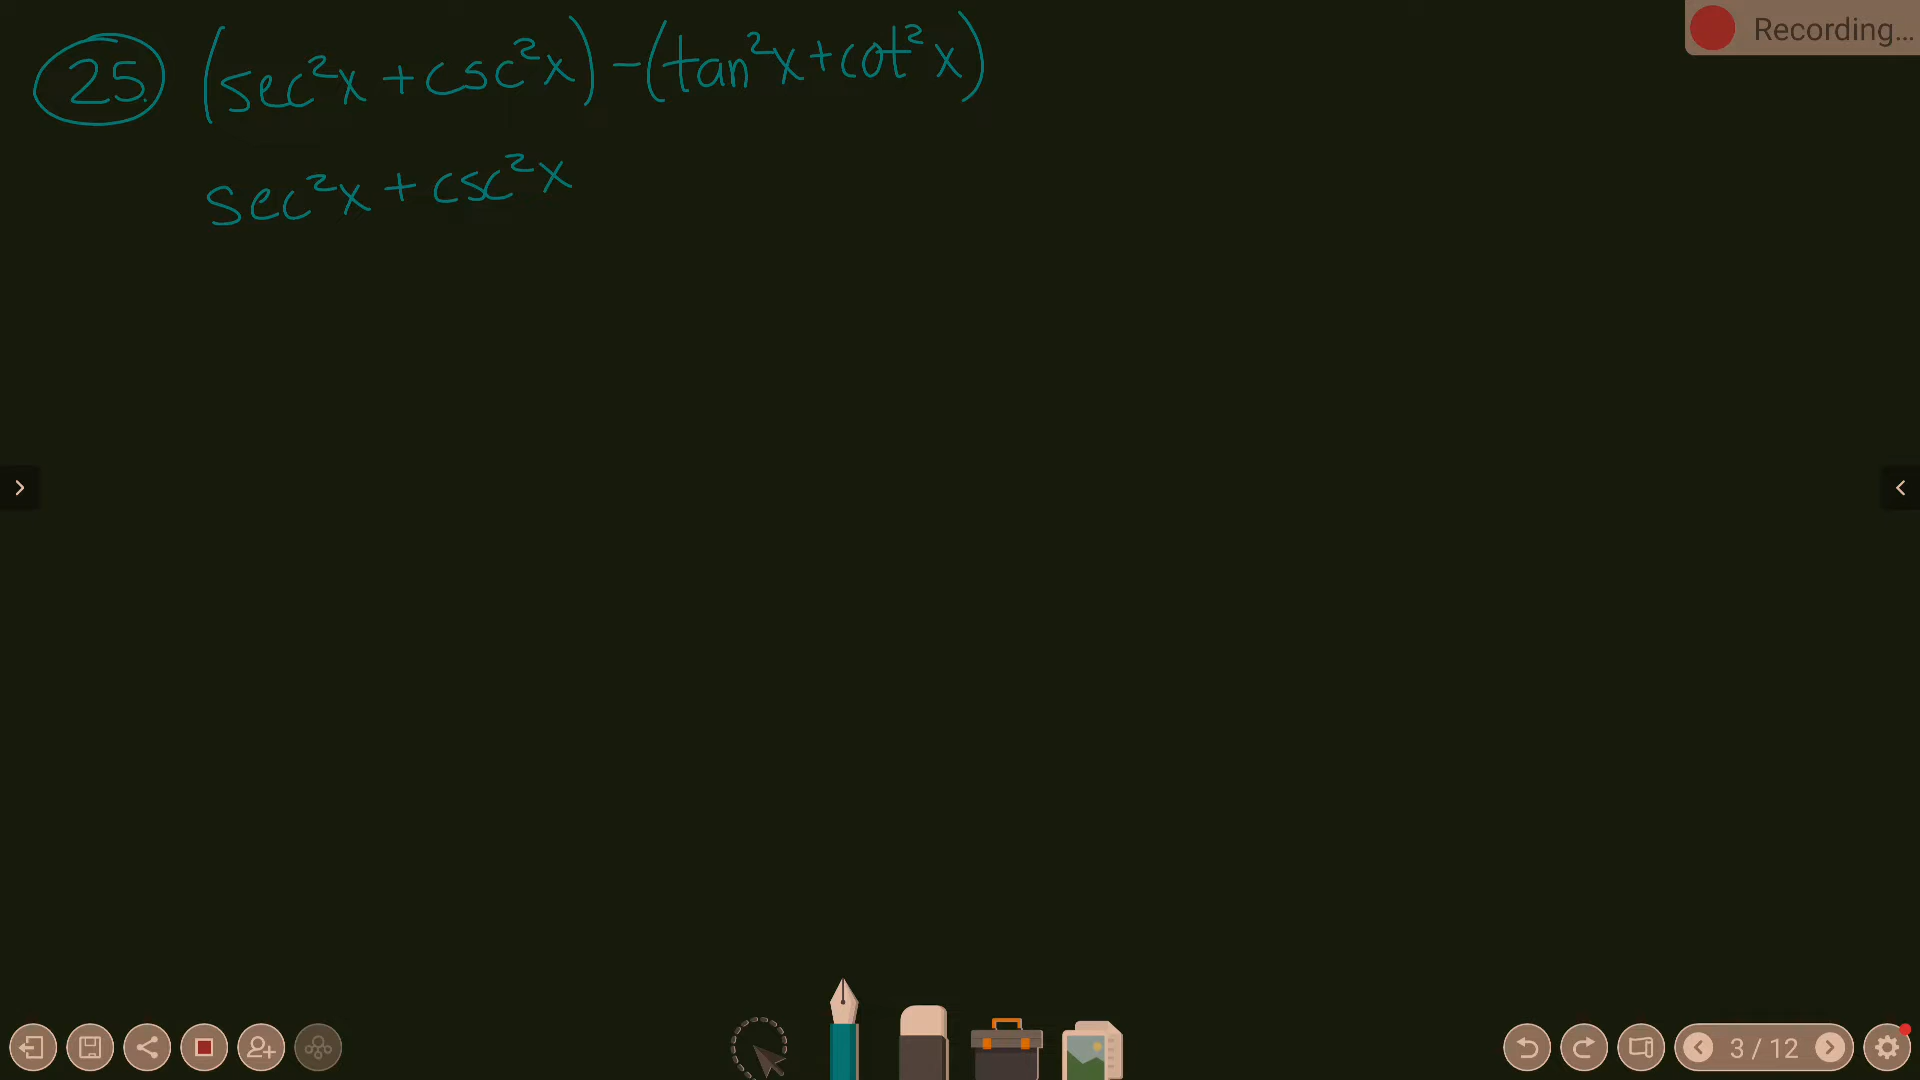 25. (sec²x + csc²x) - (tan²x + cot²x)
sec²x + csc²x
Recording...
3 / 12